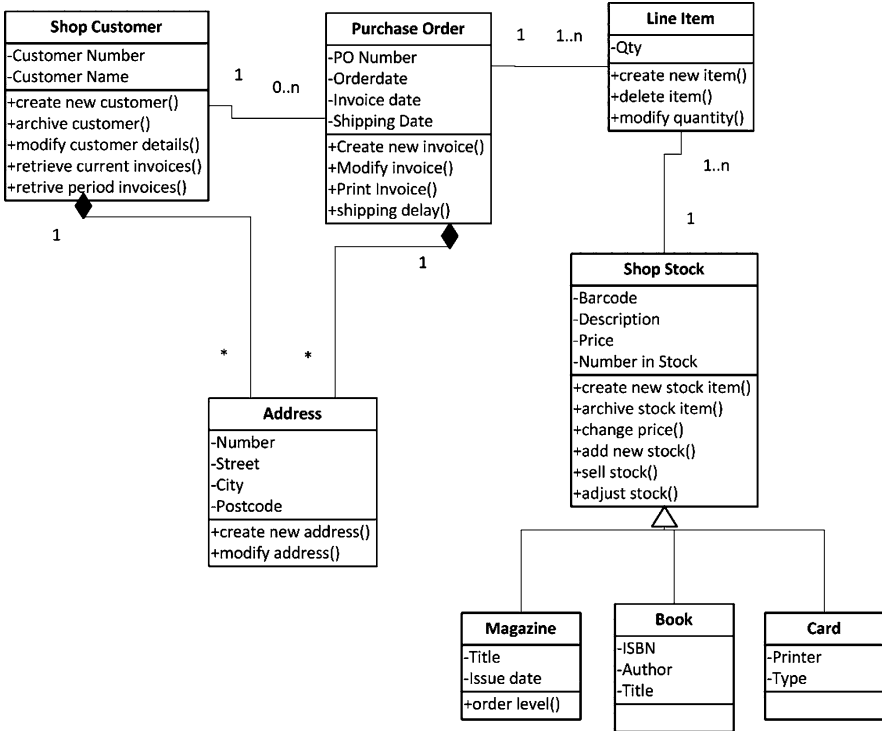 Shop Customer
-Customer Number
-Customer Name
+create new customer()
+archive customer()
+modify customer details()
+retrieve current invoices()
+retrive period invoices()
1
0..n
Purchase Order
-PO Number
-Orderdate
-Invoice date
-Shipping Date
+Create new invoice()
+Modify invoice()
+Print Invoice()
+shipping delay()
1
1..n
Line Item
-Qty
+create new item()
+delete item()
+modify quantity()
1..n
1
1
*
1
*
Address
-Number
-Street
-City
-Postcode
+create new address()
+modify address()
Shop Stock
-Barcode
-Description
-Price
-Number in Stock
+create new stock item()
+archive stock item()
+change price()
+add new stock()
+sell stock()
+adjust stock()
Magazine
-Title
-Issue date
+order level()
Book
-ISBN
-Author
-Title
Card
-Printer
-Type